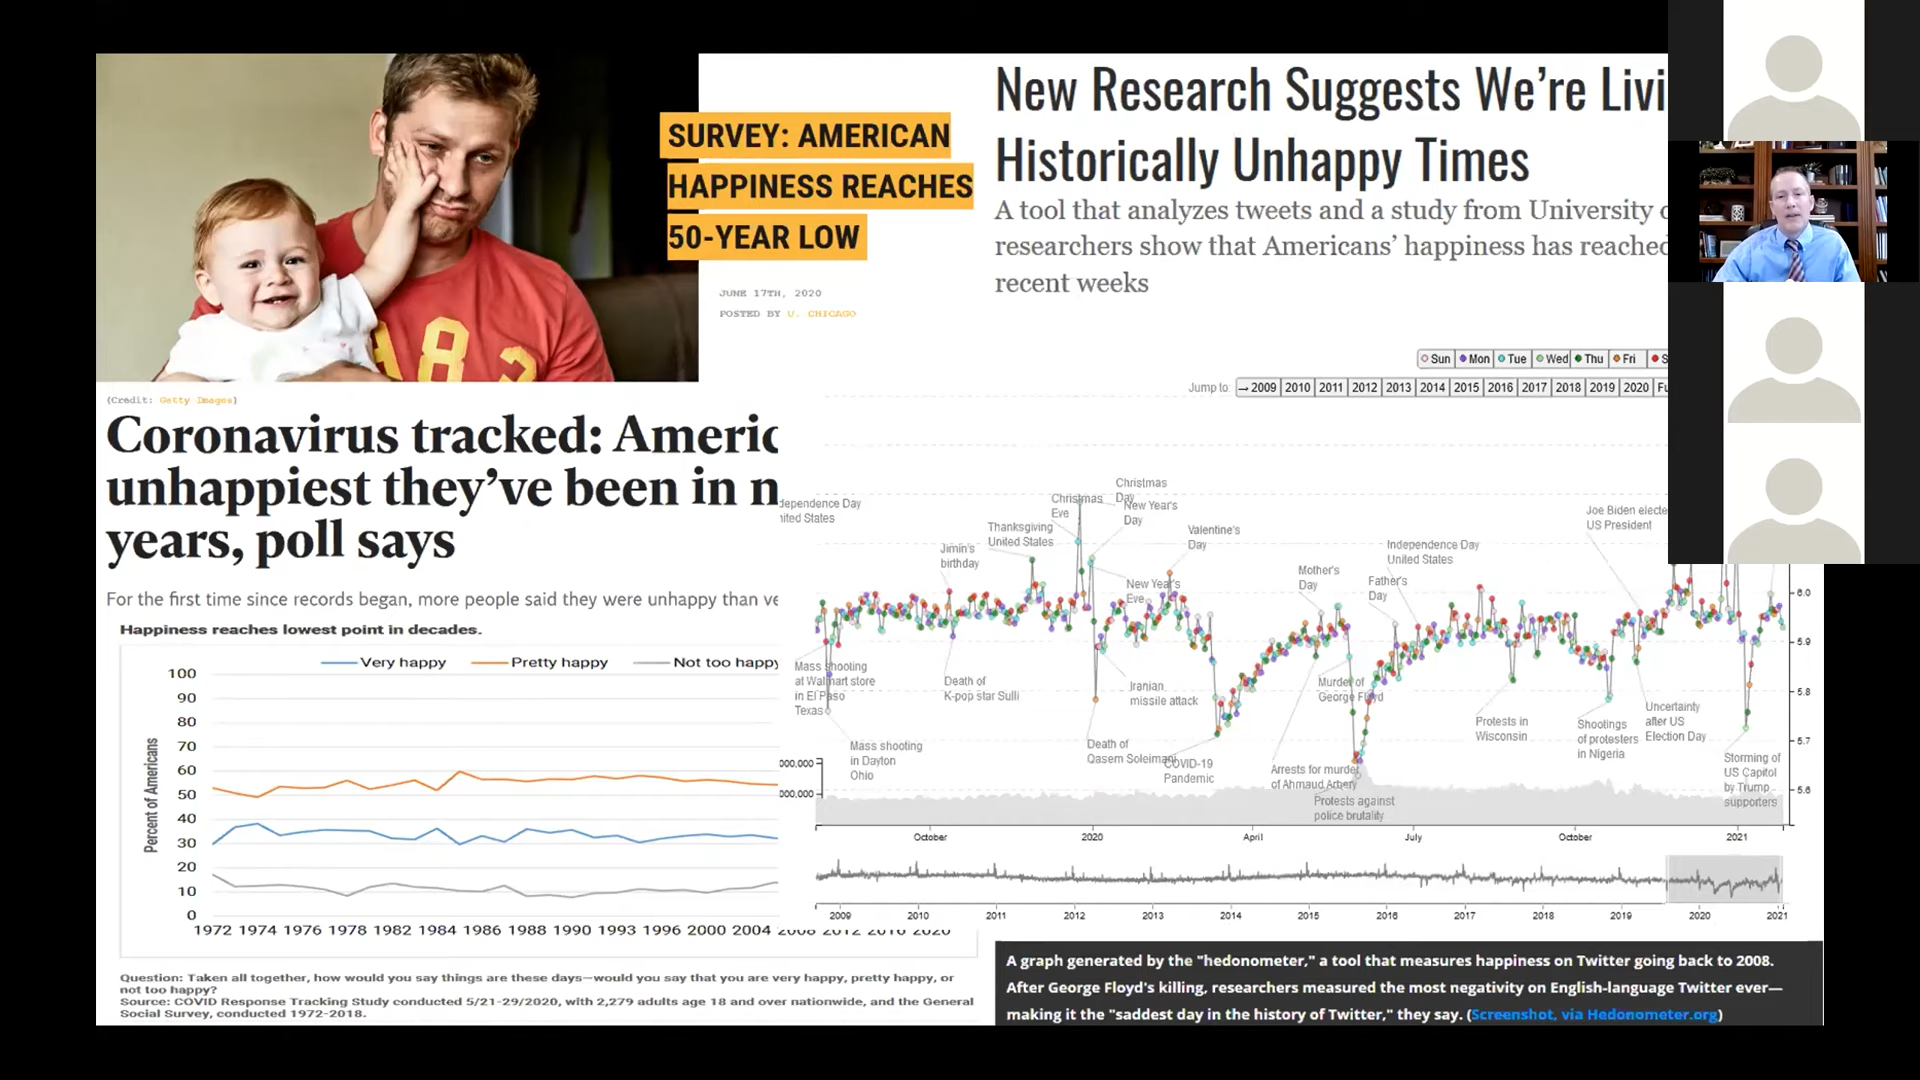 SURVEY: AMERICAN
HAPPINESS REACHES
50-YEAR LOW
JUNE 17TH, 2020
POSTED BY U. CHICAGO
(Credit: Getty Images)
Coronavirus tracked: Americ
unhappiest they've been in n
years, poll says
For the first time since records began, more people said they were unhappy than ve
Happiness reaches lowest point in decades.
Very happy
Pretty happy
Not too happy
Percent of Americans
100
90
80
70
60
50
40
30
20
10
0
1972 1974 1976 1978 1982 1984 1986 1988 1990 1993 1996 2000 2004 2008 2012 2016 2020
Question: Taken all together, how would you say things are these days—would you say that you are very happy, pretty happy, or
not too happy?
Source: COVID Response Tracking Study conducted 5/21-29/2020, with 2,279 adults age 18 and over nationwide, and the General
Social Survey, conducted 1972-2018.
New Research Suggests We're Livi
Historically Unhappy Times
A tool that analyzes tweets and a study from University
researchers show that Americans' happiness has reached
recent weeks
Sun Mon Tue Wed Thu Fri S
Jump to: → 2009 2010 2011 2012 2013 2014 2015 2016 2017 2018 2019 2020 Fu
dependence Day
nited States
Mass shooting
at Walmart store
in El Paso
Texas
Mass shooting
in Dayton
Ohio
Jimin's
birthday
Death of
K-pop star Sulli
Thanksgiving
United States
Christmas
Eve
Christmas
Day
New Year's
Day
New Year's
Eve
Valentine's
Day
Iranian
missile attack
Death of
Qasem Soleimani
COVID-19
Pandemic
Mother's
Day
Father's
Day
Independence Day
United States
Murder of
George Floyd
Arrests for murder
of Ahmaud Arbery
Protests against
police brutality
Protests in
Wisconsin
Shootings
of protesters
in Nigeria
Joe Biden electe
US President
Uncertainty
after US
Election Day
Storming of
US Capitol
by Trump
supporters
6.0
5.9
5.8
5.7
5.6
000,000
000,000
October 2020 April July October 2021
2009 2010 2011 2012 2013 2014 2015 2016 2017 2018 2019 2020 2021
A graph generated by the "hedonometer," a tool that measures happiness on Twitter going back to 2008.
After George Floyd's killing, researchers measured the most negativity on English-language Twitter ever—
making it the "saddest day in the history of Twitter," they say. (Screenshot, via Hedonometer.org)